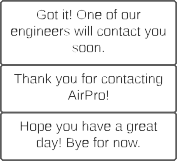 Got it! One of our
engineers will contact you
soon.
Thank you for contacting
AirPro!
Hope you have a great
day! Bye for now.